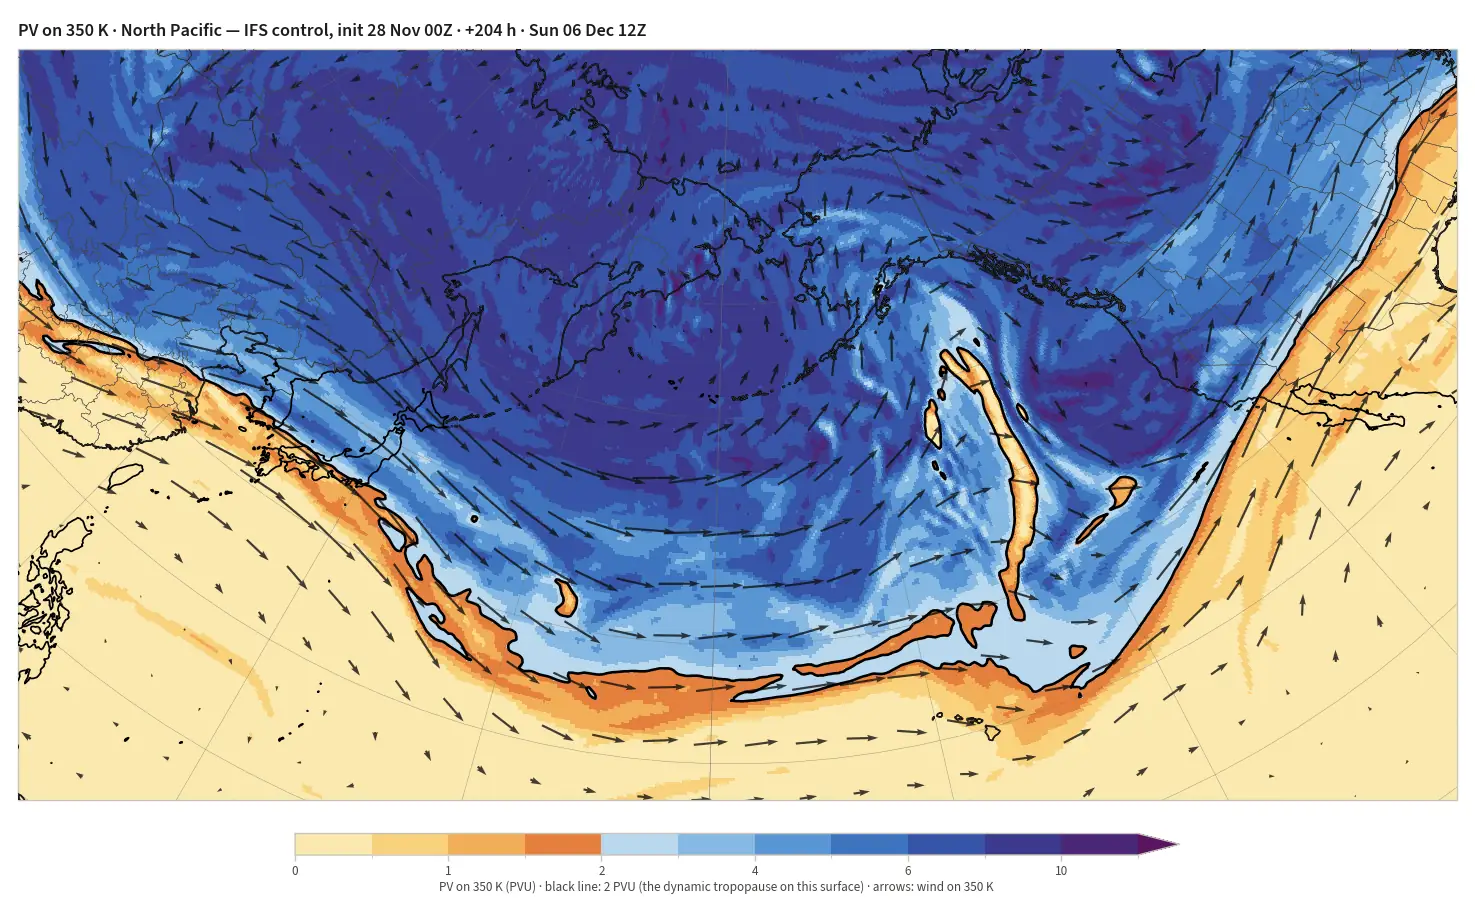 PV on 350 K · North Pacific — IFS control, init 28 Nov 00Z · +204 h · Sun 06 Dec 12Z
0 1 2 4 6 10
PV on 350 K (PVU) · black line: 2 PVU (the dynamic tropopause on this surface) · arrows: wind on 350 K